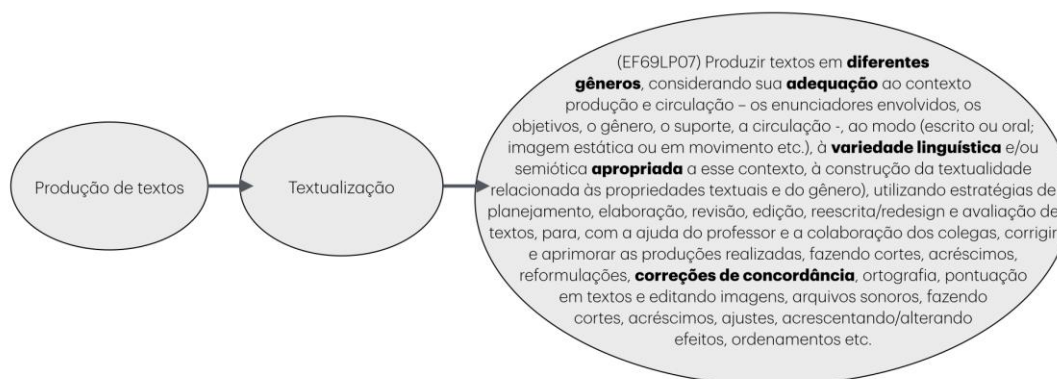 Produção de textos
Textualização
(EF69LP07) Produzir textos em diferentes
gêneros, considerando sua adequação ao contexto
produção e circulação – os enunciadores envolvidos, os
objetivos, o gênero, o suporte, a circulação -, ao modo (escrito ou oral;
imagem estática ou em movimento etc.), à variedade linguística e/ou
semiótica apropriada a esse contexto, à construção da textualidade
relacionada às propriedades textuais e do gênero), utilizando estratégias de
planejamento, elaboração, revisão, edição, reescrita/redesign e avaliação de
textos, para, com a ajuda do professor e a colaboração dos colegas, corrigir
e aprimorar as produções realizadas, fazendo cortes, acréscimos,
reformulações, correções de concordância, ortografia, pontuação
em textos e editando imagens, arquivos sonoros, fazendo
cortes, acréscimos, ajustes, acrescentando/alterando
efeitos, ordenamentos etc.